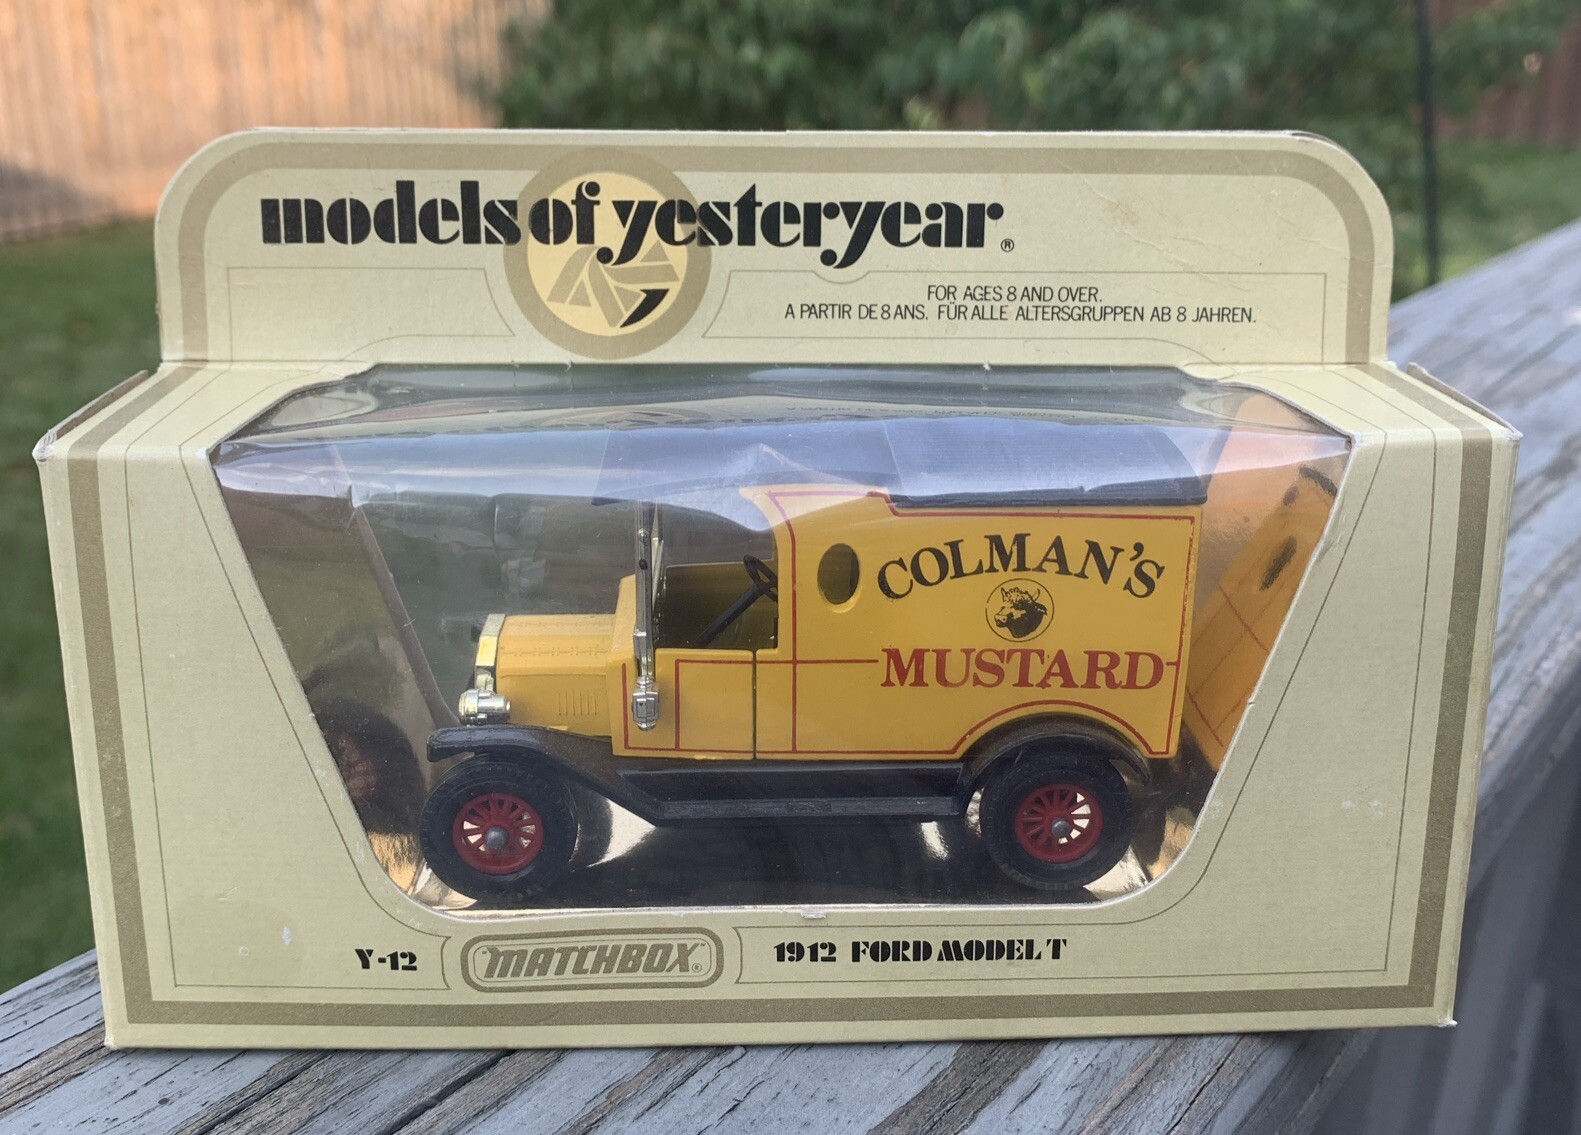 models of yesteryear®
FOR AGES 8 AND OVER.
A PARTIR DE 8 ANS. FÜR ALLE ALTERSGRUPPEN AB 8 JAHREN.
COLMAN'S
MUSTARD
Y-12 "MATCHBOX"® 1912 FORD MODEL T